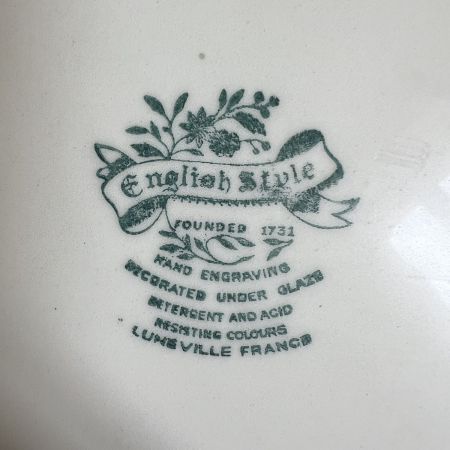 English Style
FOUNDED 1731
HAND ENGRAVING
DECORATED UNDER GLAZE
DETERGENT AND ACID
RESISTING COLOURS
LUNEVILLE FRANCE